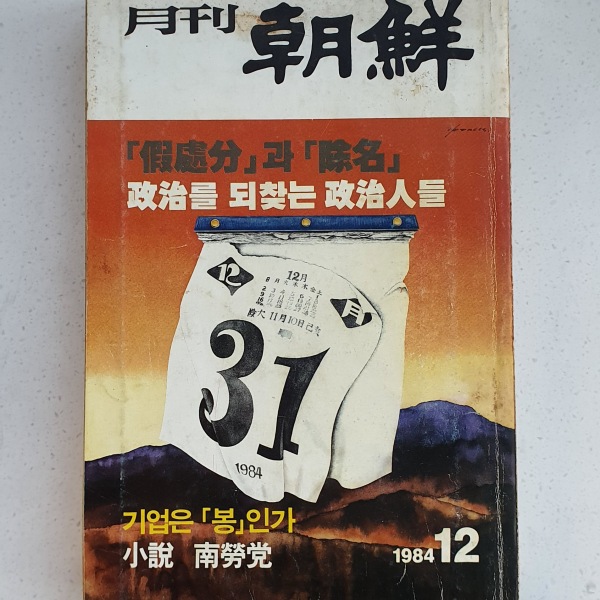 月刊 朝鮮
「假處分」과 「除名」
政治를 되찾는 政治人들
12月
12 月
31
1984
기업은 「봉」인가
小說 南勞党
1984 12